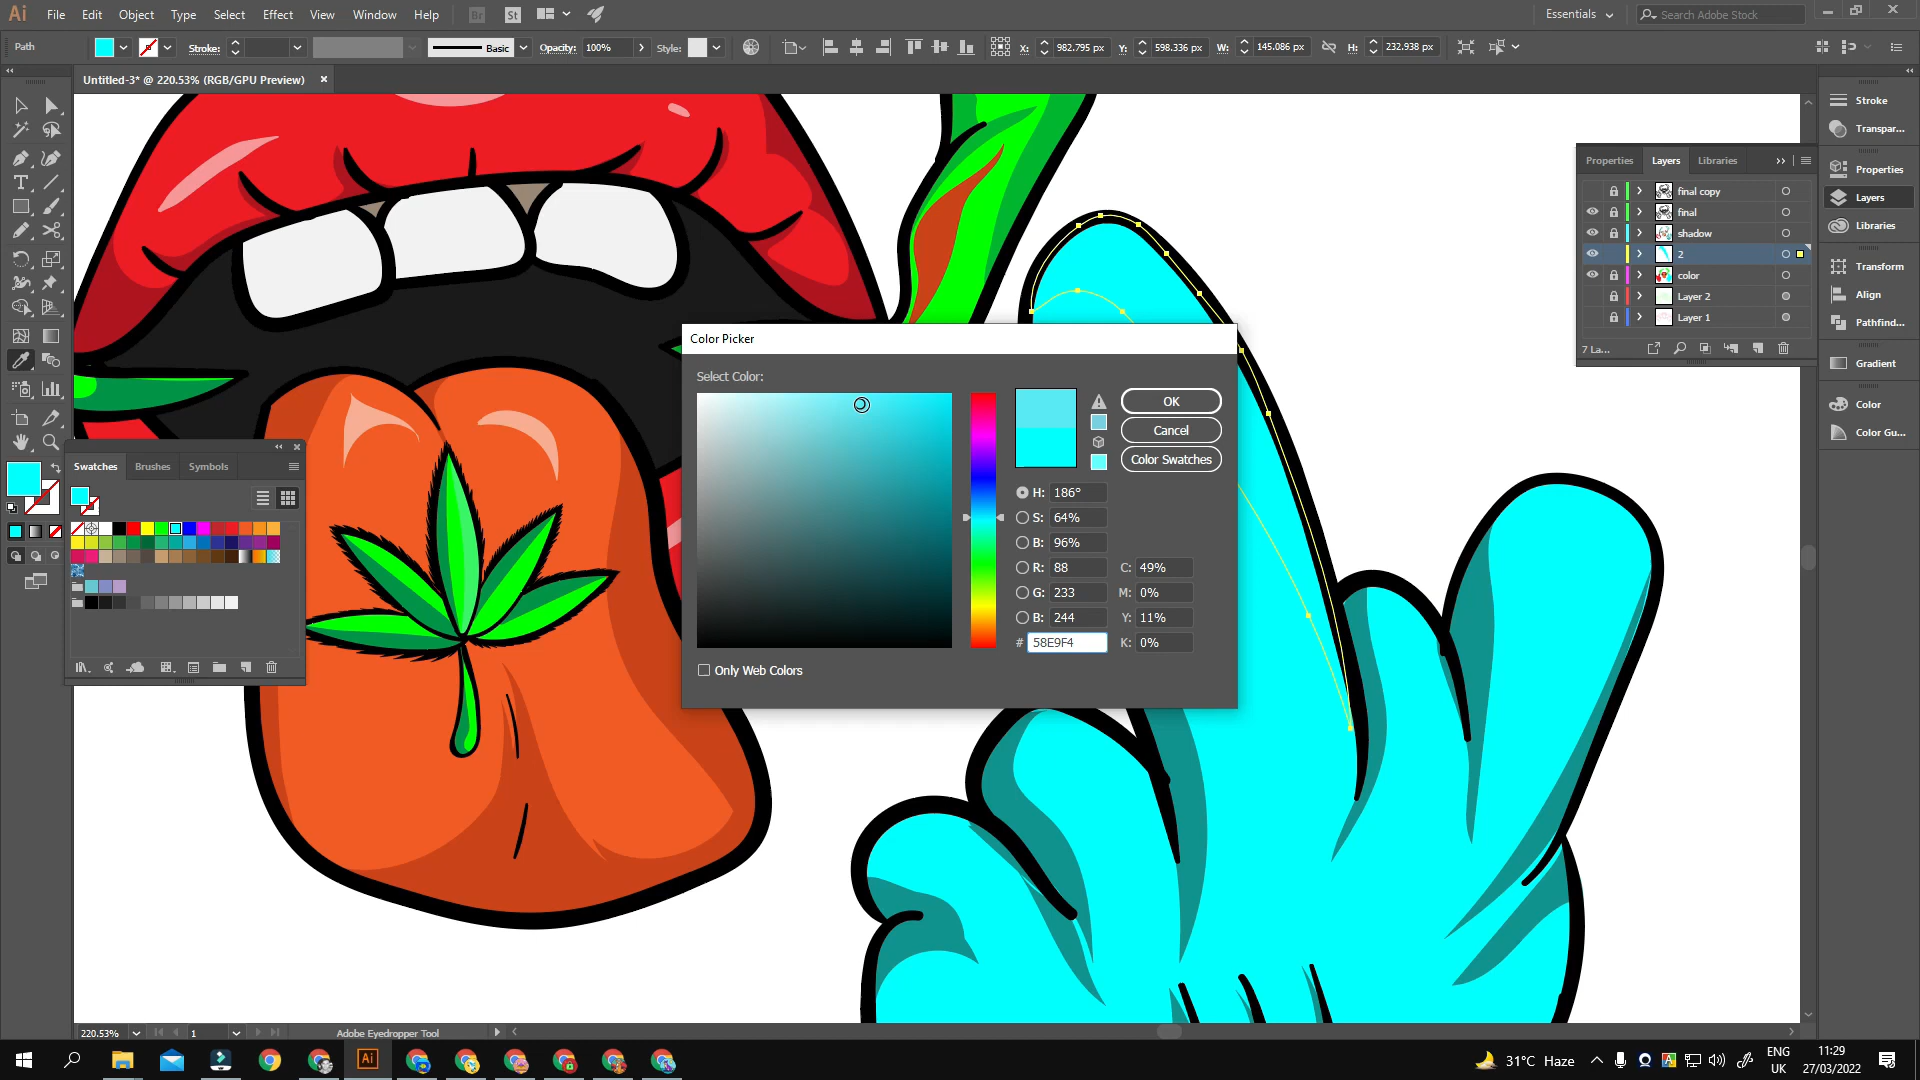 Ai File Edit Object Type Select Effect View Window Help Br St Essentials Search Adobe Stock
Path Stroke: Basic Opacity: 100% Style: X: 982.795 px Y: 598.336 px W: 145.086 px H: 232.938 px
Untitled-3* @ 220.53% (RGB/GPU Preview)
Properties Layers Libraries
final copy
final
shadow
2
color
Layer 2
Layer 1
7 La...
Stroke
Transpar...
Properties
Layers
Libraries
Transform
Align
Pathfind...
Gradient
Color
Color Gu...
Swatches Brushes Symbols
Color Picker
Select Color:
OK
Cancel
Color Swatches
H: 186°
S: 64%
B: 96%
R: 88 C: 49%
G: 233 M: 0%
B: 244 Y: 11%
# 58E9F4 K: 0%
Only Web Colors
220.53% 1 Adobe Eyedropper Tool
Ai 31°C Haze A ENG UK 11:29 27/03/2022